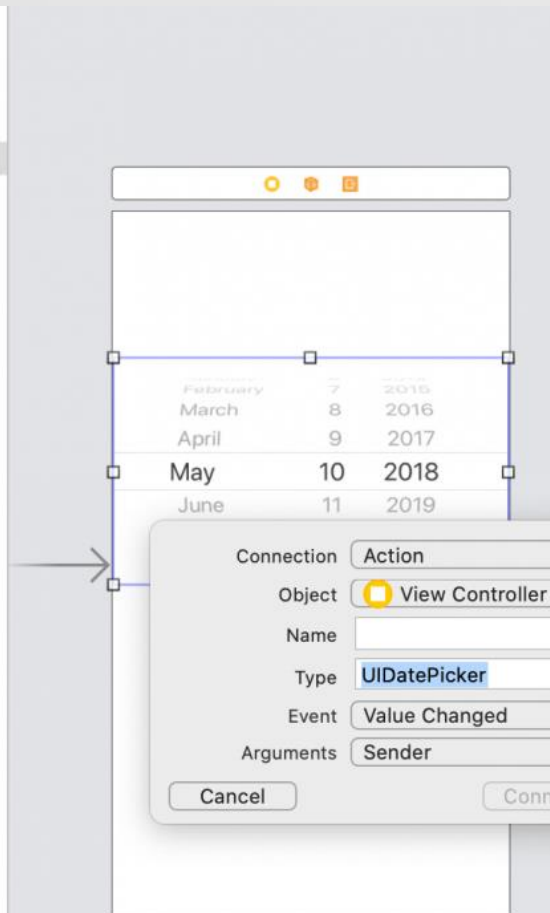 February 7 2015
March 8 2016
April 9 2017
May 10 2018
June 11 2019
Connection Action
Object View Controller
Name
Type UIDatePicker
Event Value Changed
Arguments Sender
Cancel Conn